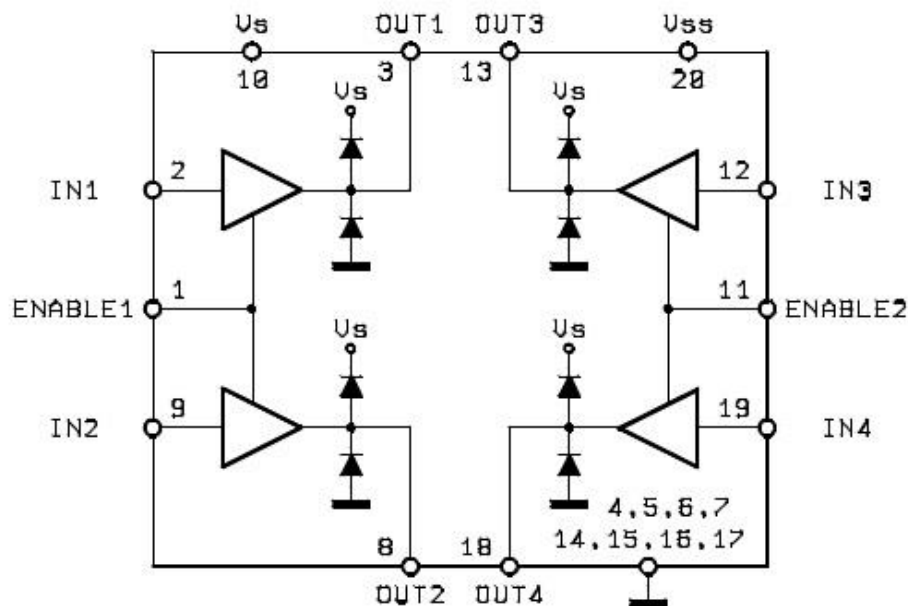 Vs OUT1 OUT3 Vss
10 3 13 20
Vs Vs
2 12
IN1 IN3
1 11
ENABLE1 ENABLE2
Vs Vs
9 19
IN2 IN4
4,5,6,7
8 18 14,15,16,17
OUT2 OUT4